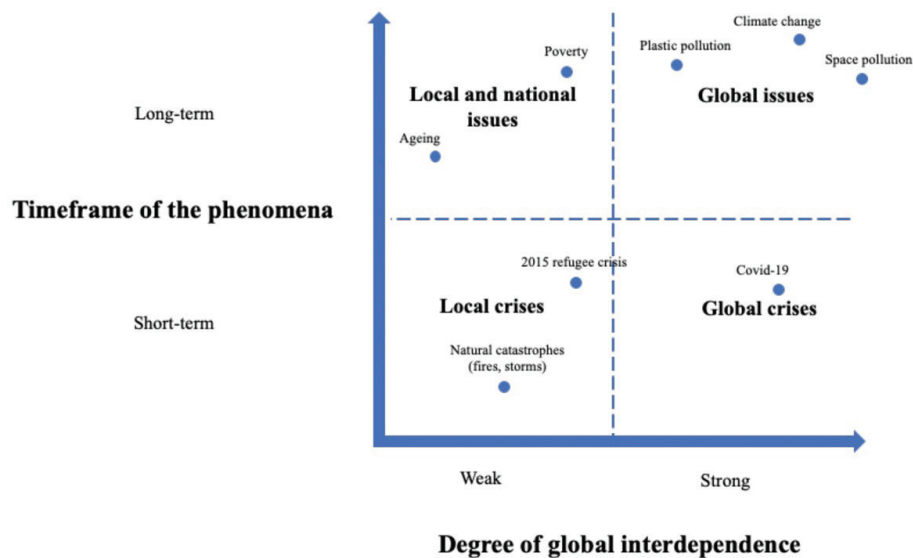 Climate change
Poverty
Plastic pollution
Space pollution
Local and national
issues
Global issues
Long-term
Ageing
Timeframe of the phenomena
2015 refugee crisis
Covid-19
Local crises
Global crises
Short-term
Natural catastrophes
(fires, storms)
Weak
Strong
Degree of global interdependence